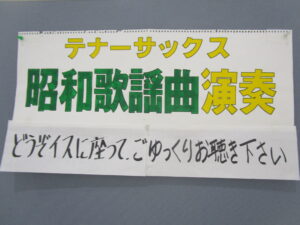 テナーサックス
昭和歌謡曲演奏
どうぞイスに座って、ごゆっくりお聴き下さい